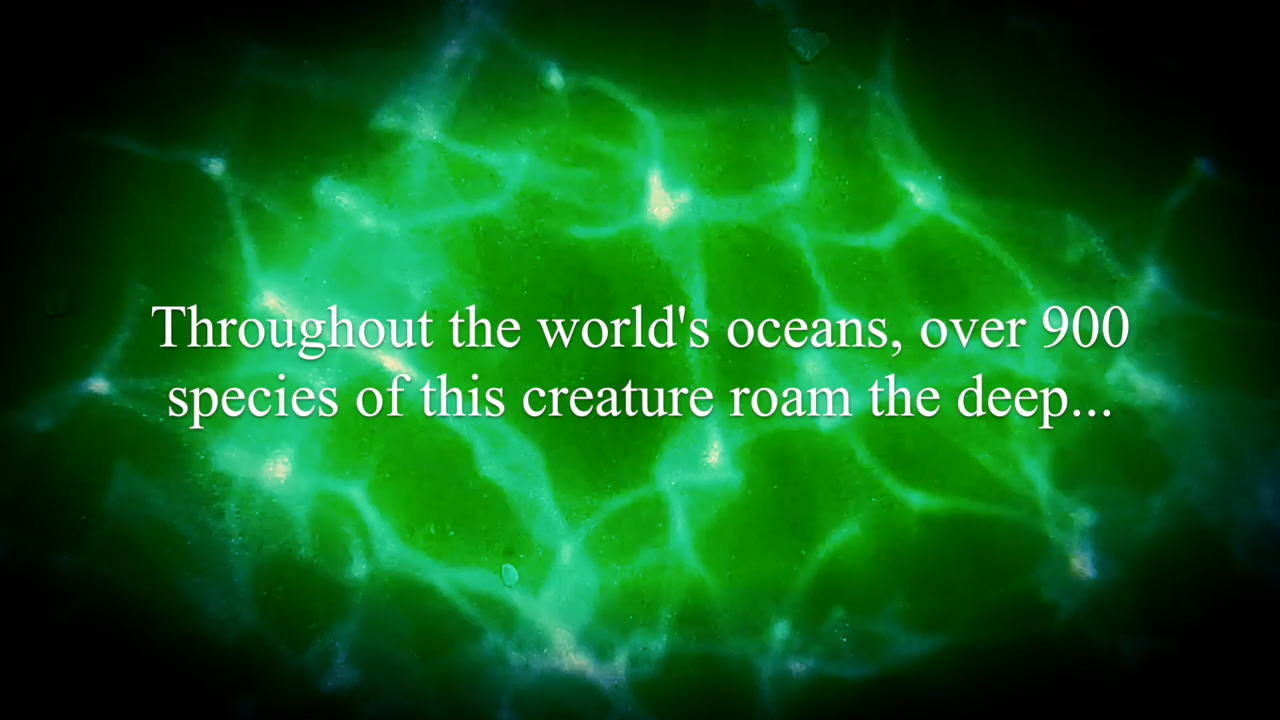 Throughout the world's oceans, over 900
species of this creature roam the deep...